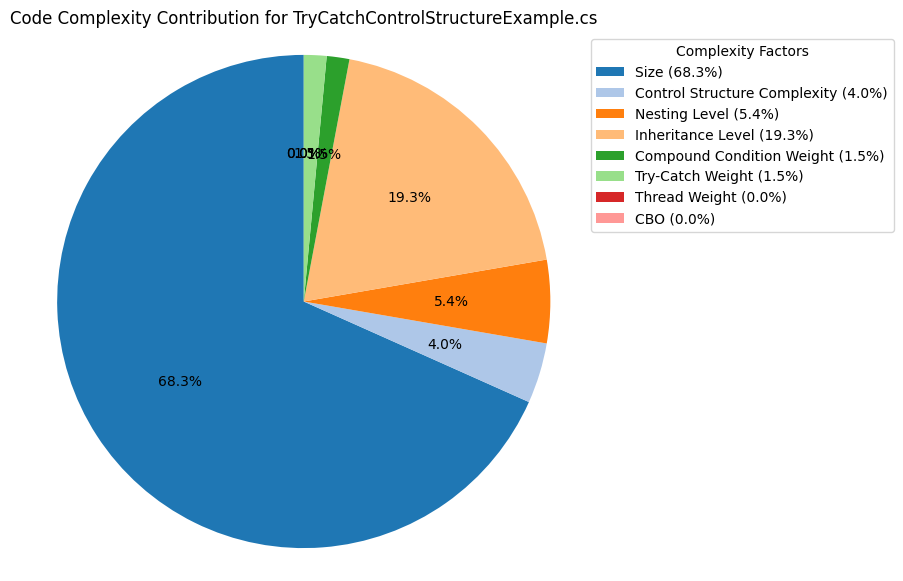 Code Complexity Contribution for TryCatchControlStructureExample.cs
Complexity Factors
Size (68.3%)
Control Structure Complexity (4.0%)
Nesting Level (5.4%)
Inheritance Level (19.3%)
Compound Condition Weight (1.5%)
Try-Catch Weight (1.5%)
Thread Weight (0.0%)
CBO (0.0%)
19.3%
5.4%
4.0%
68.3%